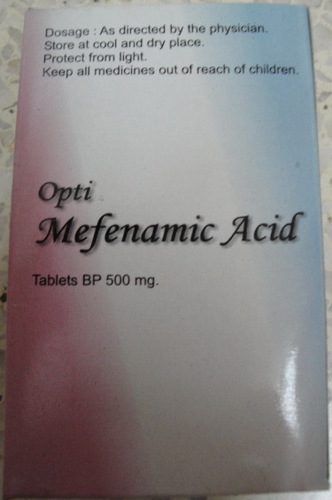 Dosage : As directed by the physician.
Store at cool and dry place.
Protect from light.
Keep all medicines out of reach of children.
Opti
Mefenamic Acid
Tablets BP 500 mg.